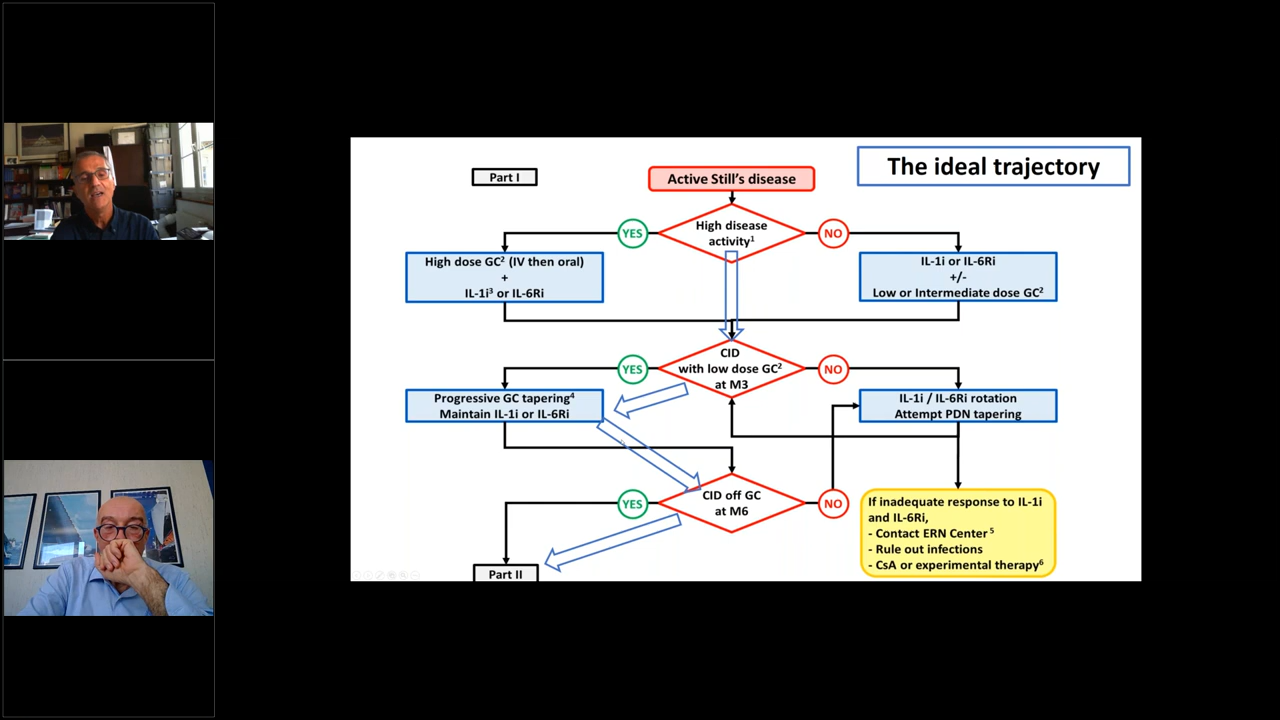 The ideal trajectory
Part I
Active Still's disease
High disease
activity¹
YES
NO
High dose GC² (IV then oral)
+
IL-1i³ or IL-6Ri
IL-1i or IL-6Ri
+/-
Low or Intermediate dose GC²
CID
with low dose GC²
at M3
YES
NO
Progressive GC tapering⁴
Maintain IL-1i or IL-6Ri
IL-1i / IL-6Ri rotation
Attempt PDN tapering
CID off GC
at M6
YES
NO
If inadequate response to IL-1i
and IL-6Ri,
- Contact ERN Center ⁵
- Rule out infections
- CsA or experimental therapy⁶
Part II